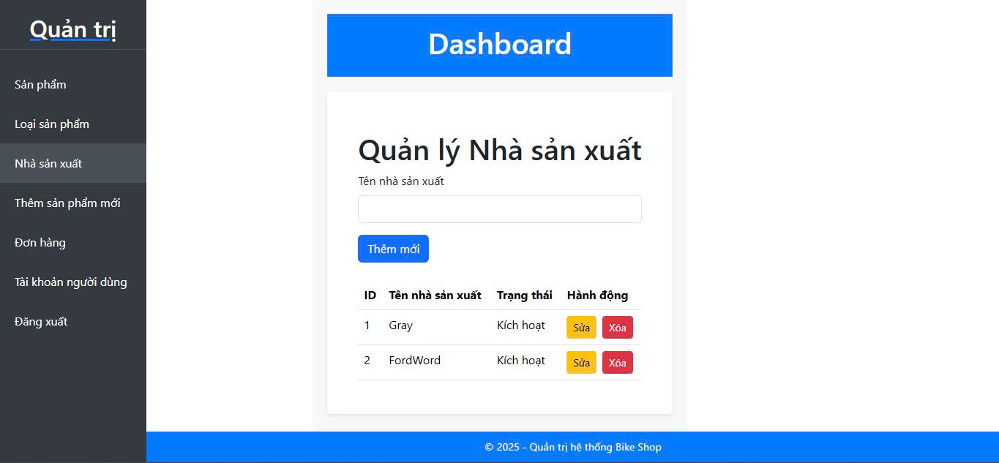 Quản trị
Sản phẩm
Loại sản phẩm
Nhà sản xuất
Thêm sản phẩm mới
Đơn hàng
Tài khoản người dùng
Đăng xuất
Dashboard
Quản lý Nhà sản xuất
Tên nhà sản xuất
Thêm mới
ID Tên nhà sản xuất Trạng thái Hành động
1 Gray Kích hoạt Sửa Xóa
2 FordWord Kích hoạt Sửa Xóa
© 2025 - Quản trị hệ thống Bike Shop